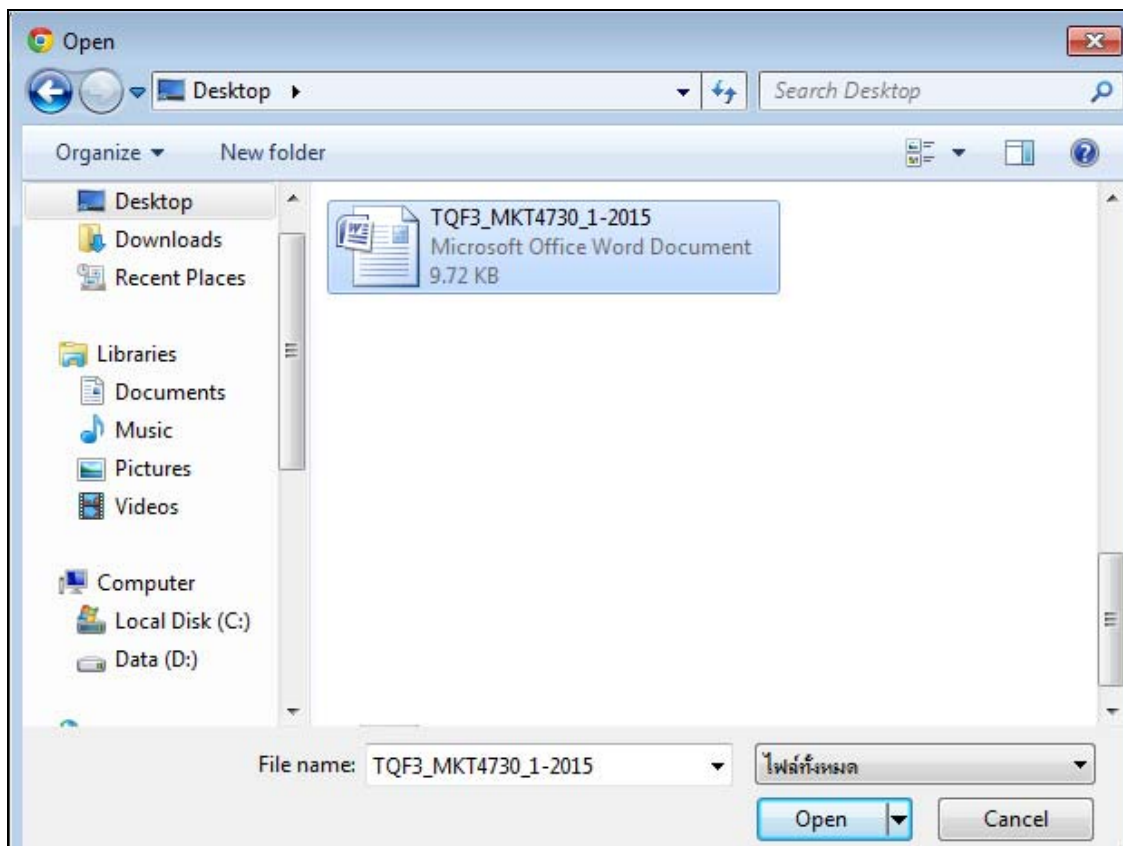 Open
Desktop
Search Desktop
Organize
New folder
Desktop
Downloads
Recent Places
Libraries
Documents
Music
Pictures
Videos
Computer
Local Disk (C:)
Data (D:)
TQF3_MKT4730_1-2015
Microsoft Office Word Document
9.72 KB
File name:
TQF3_MKT4730_1-2015
ไฟล์ทั้งหมด
Open
Cancel